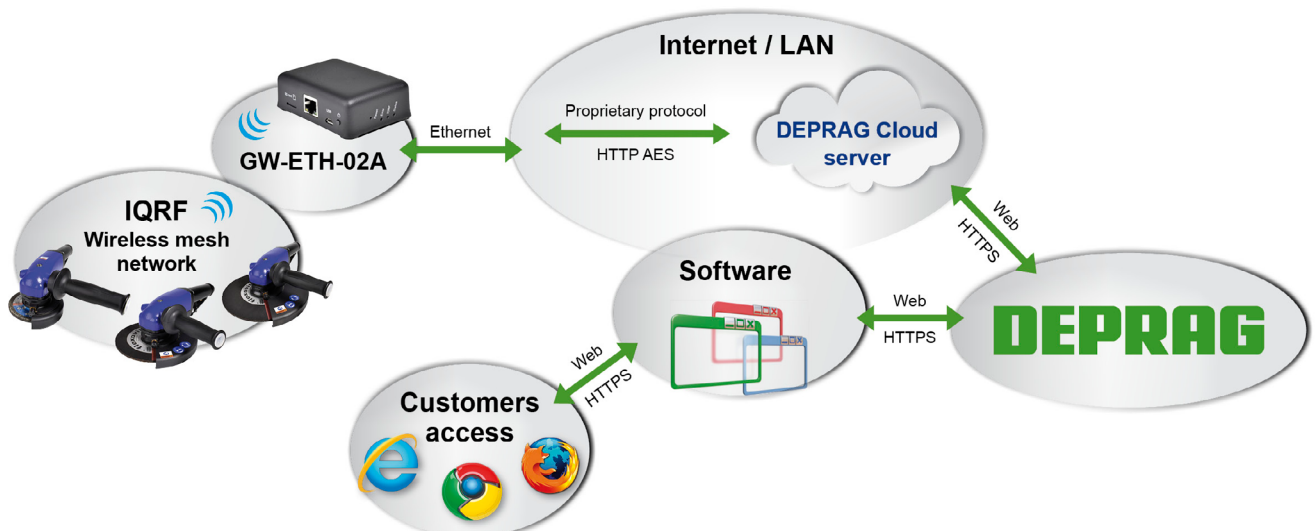 Internet / LAN
Proprietary protocol
HTTP AES
DEPRAG Cloud
server
Ethernet
GW-ETH-02A
IQRF
Wireless mesh
network
Web
HTTPS
Software
Web
HTTPS
DEPRAG
Web
HTTPS
Customers
access